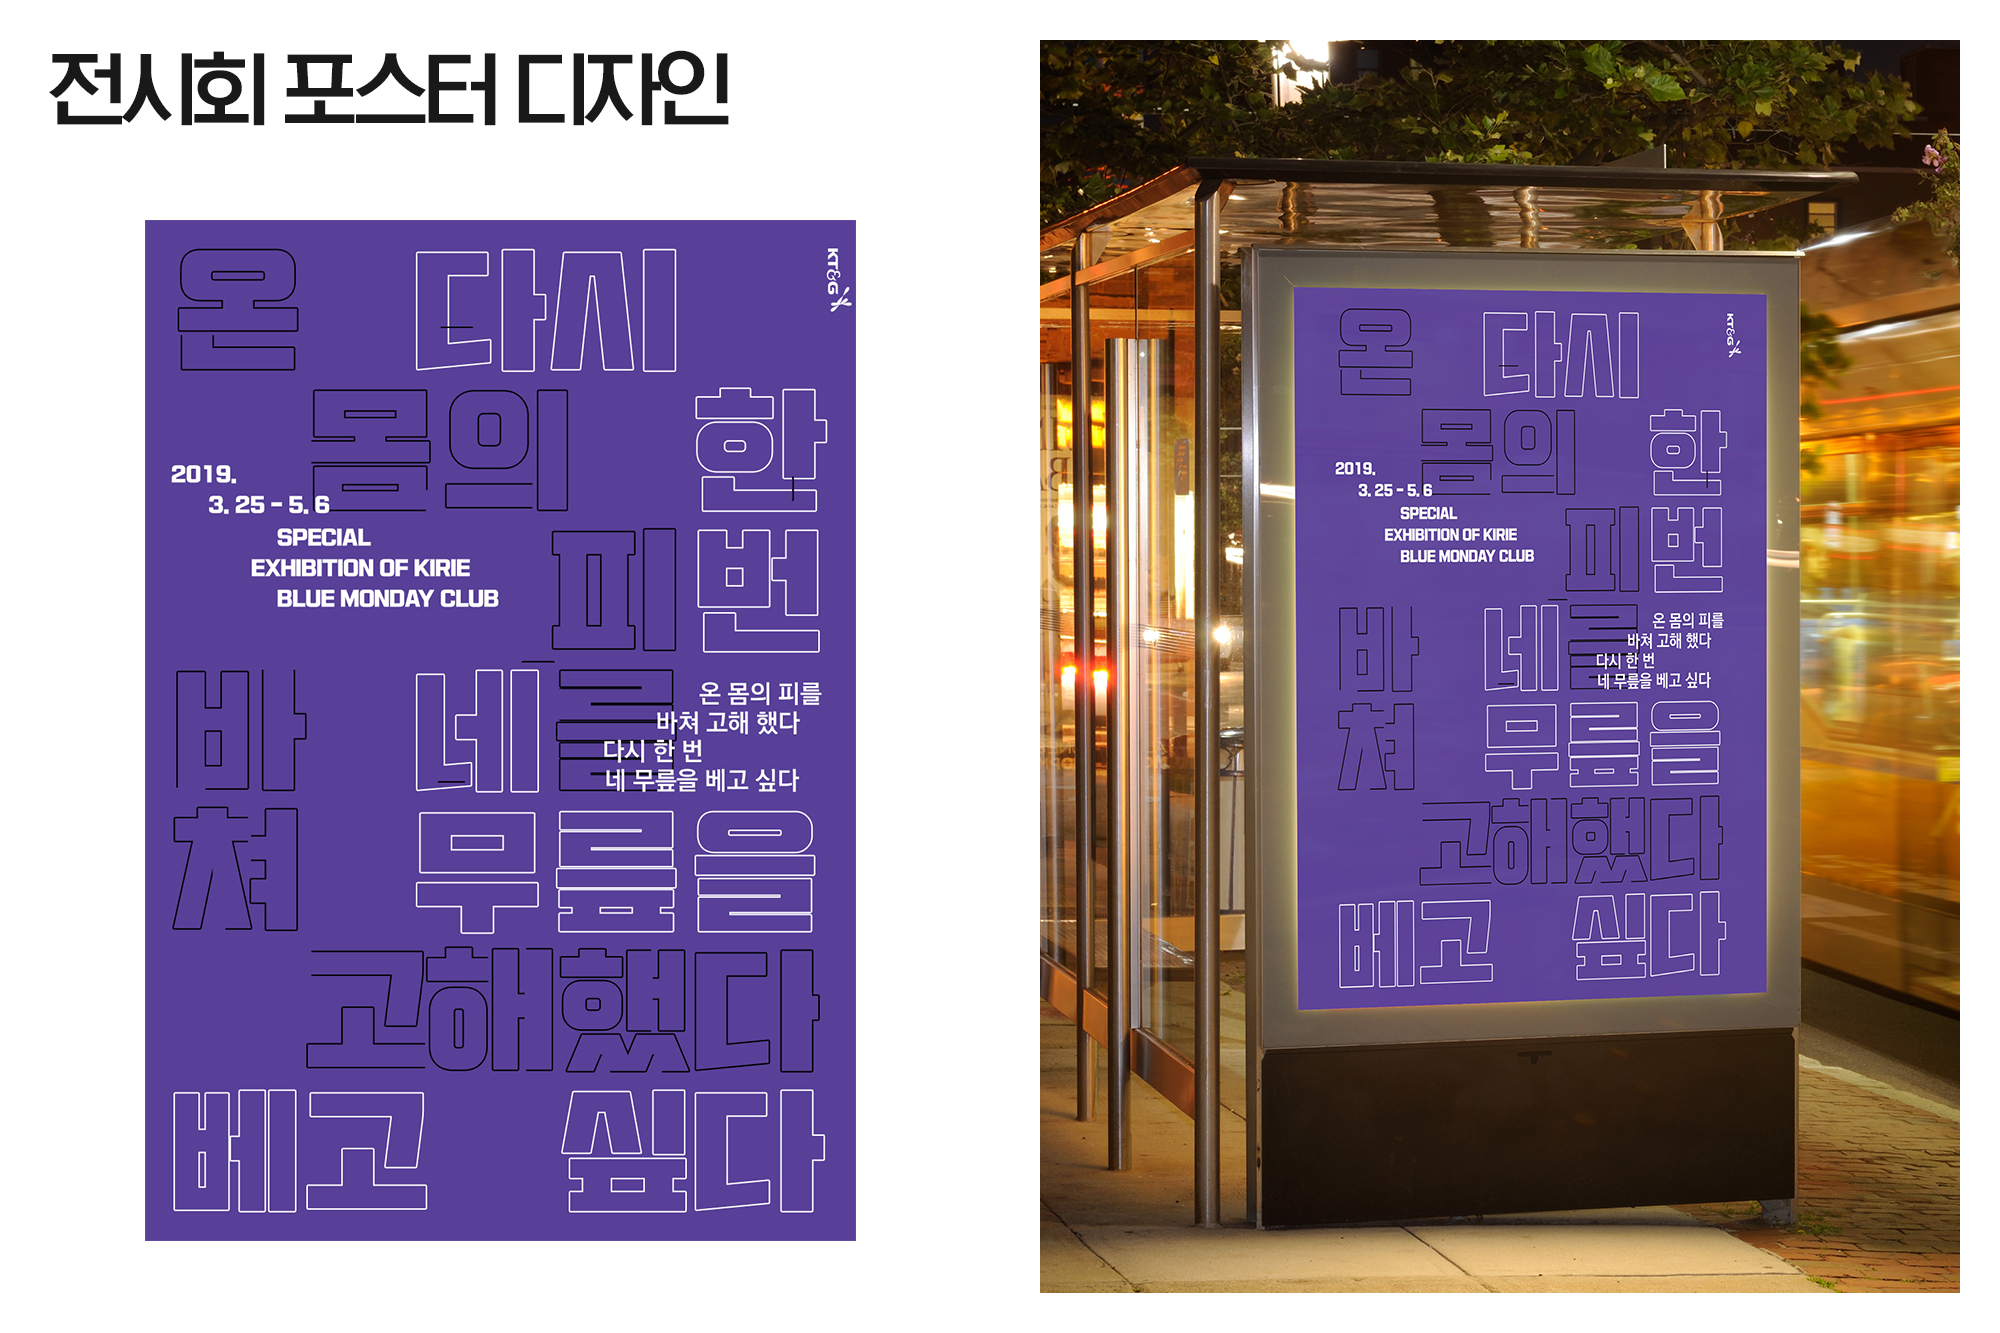 전시회 포스터 디자인
온 다시
KT&G
몸의 한
2019.
3. 25 - 5. 6
SPECIAL
EXHIBITION OF KIRIE
BLUE MONDAY CLUB
피 번
바 네 를
온 몸의 피를
바쳐 고해 했다
다시 한 번
네 무릎을 베고 싶다
쳐 무릎을
고해했다
베고 싶다
온 다시
KT&G
몸의 한
2019.
3. 25 - 5. 6
SPECIAL
EXHIBITION OF KIRIE
BLUE MONDAY CLUB
피 번
바 네 를
온 몸의 피를
바쳐 고해 했다
다시 한 번
네 무릎을 베고 싶다
쳐 무릎을
고해했다
베고 싶다